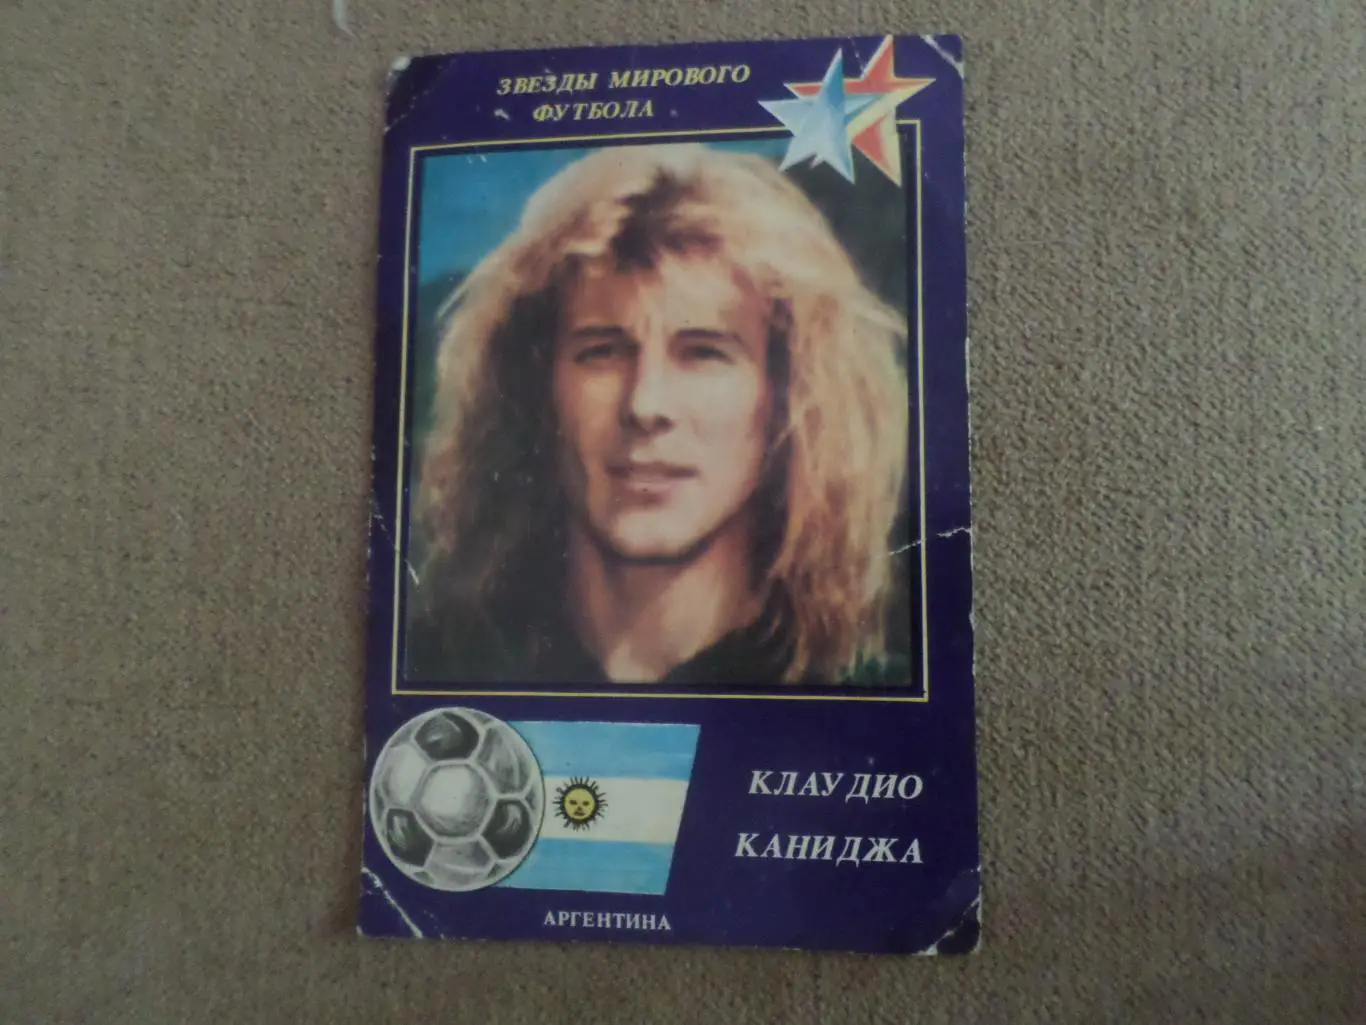 ЗВЕЗДЫ МИРОВОГО
ФУТБОЛА
КЛАУДИО
КАНИДЖА
АРГЕНТИНА